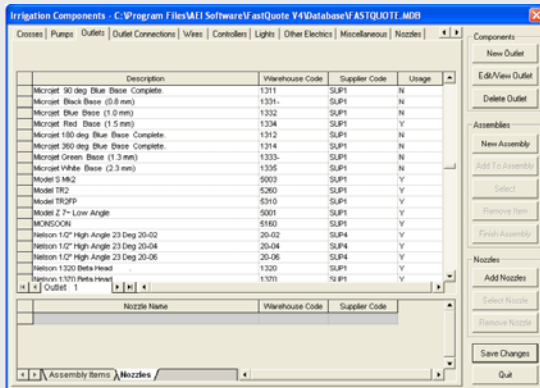 Irrigation Components - C:\Program Files\AEI Software\FastQuote V4\Database\FASTQUOTE.MDB
Crosses | Pumps | Outlets | Outlet Connections | Wires | Controllers | Lights | Other Electrics | Miscellaneous | Nozzles |
Components
New Outlet
Edit/View Outlet
Delete Outlet
Assemblies
New Assembly
Add To Assembly
Select
Remove Item
Finish Assembly
Nozzles
Add Nozzles
Select Nozzle
Remove Nozzle
Save Changes
Quit
Description Warehouse Code Supplier Code Usage
Microjet 90 deg Blue Base Complete. 1311 SUP1 N
Microjet Black Base (0.8 mm) 1331- SUP1 N
Microjet Blue Base (1.0 mm) 1332 SUP1 N
Microjet Red Base (1.5 mm) 1334 SUP1 Y
Microjet 180 deg Blue Base Complete. 1312 SUP1 N
Microjet 360 deg Blue Base Complete. 1314 SUP1 N
Microjet Green Base (1.3 mm) 1333- SUP1 N
Microjet White Base (2.3 mm) 1335 SUP1 N
Model S Mk2 5003 SUP1 Y
Model TR2 5260 SUP1 Y
Model TR2FP 5310 SUP1 Y
Model Z 7~ Low Angle 5001 SUP1 Y
MONSOON 5160 SUP1 Y
Nelson 1/2" High Angle 23 Deg 20-02 20-02 SUP4 Y
Nelson 1/2" High Angle 23 Deg 20-04 20-04 SUP4 Y
Nelson 1/2" High Angle 23 Deg 20-06 20-06 SUP4 Y
Nelson 1320 Beta Head 1320 SUP1 Y
Nelson 1370 Beta Head 1370 SUP1 Y
Outlet 1
Nozzle Name Warehouse Code Supplier Code
Assembly Items Nozzles